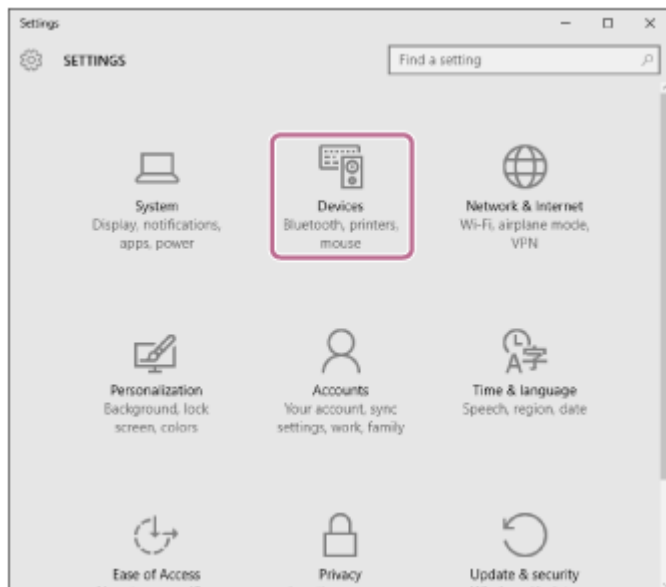 Settings
SETTINGS
Find a setting
System
Display, notifications,
apps, power
Devices
Bluetooth, printers,
mouse
Network & Internet
Wi-Fi, airplane mode,
VPN
Personalization
Background, lock
screen, colors
Accounts
Your account, sync
settings, work, family
Time & language
Speech, region, date
Ease of Access
Privacy
Update & security